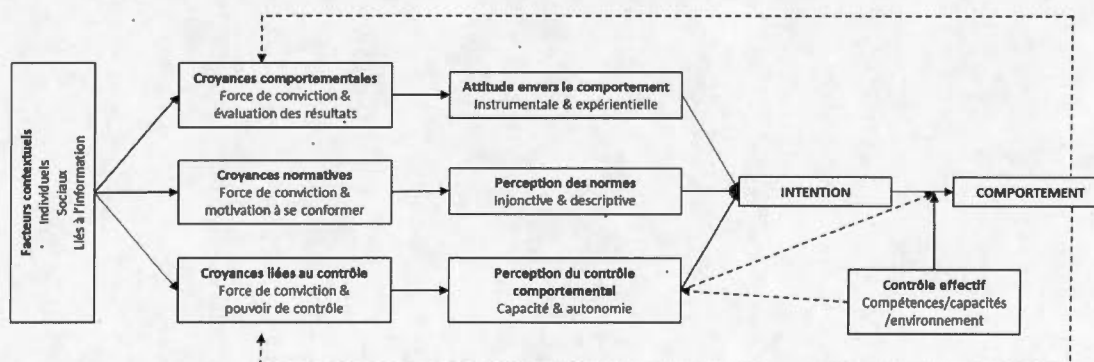 Facteurs contextuels
Individuels
Sociaux
Liés à l'information
Croyances comportementales
Force de conviction &
évaluation des résultats
Attitude envers le comportement
Instrumentale & expérientielle
Croyances normatives
Force de conviction &
motivation à se conformer
Perception des normes
Injonctive & descriptive
INTENTION
COMPORTEMENT
Croyances liées au contrôle
Force de conviction &
pouvoir de contrôle
Perception du contrôle
comportemental
Capacité & autonomie
Contrôle effectif
Compétences/capacités
/environnement